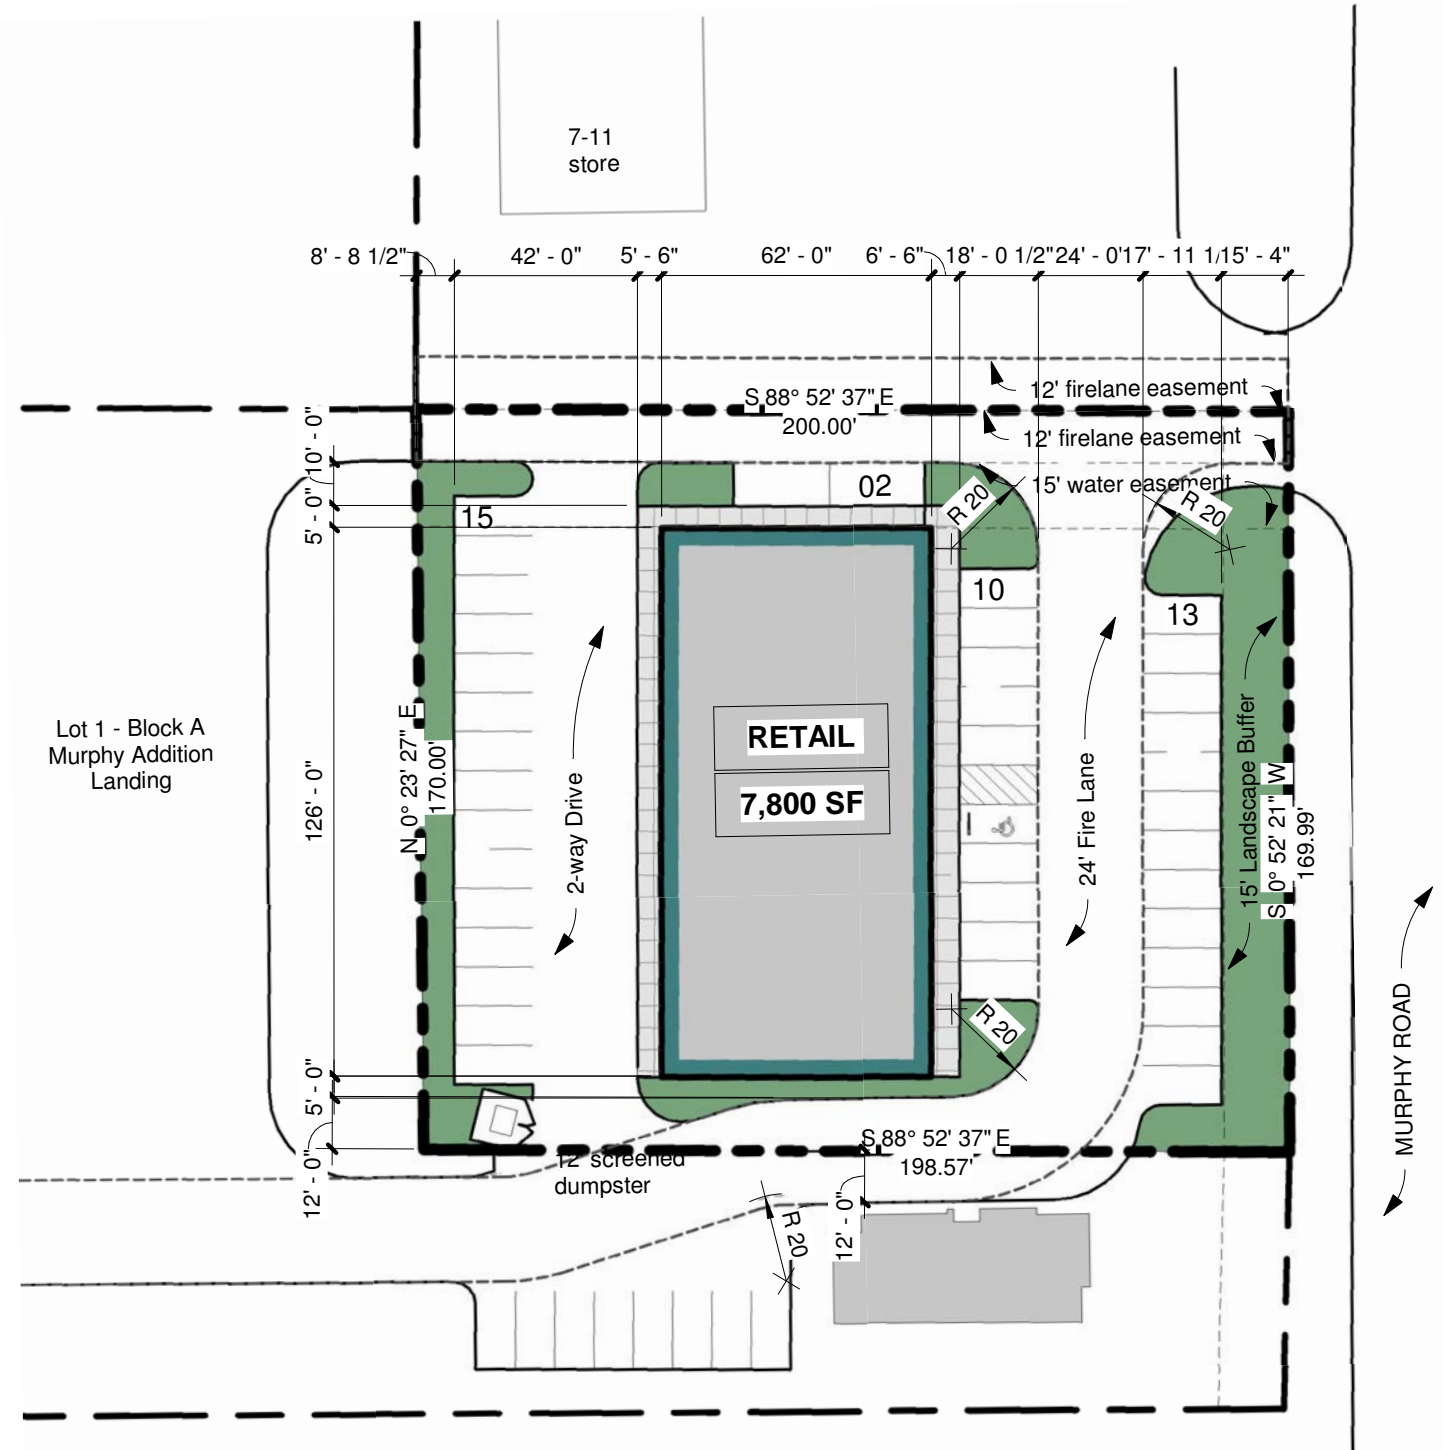 7-11
store
8' - 8 1/2"
42' - 0"
5' - 6"
62' - 0"
6' - 6"
18' - 0 1/2"
24' - 0'
17' - 11 1/
15' - 4"
12' firelane easement
S 88° 52' 37" E
200.00'
12' firelane easement
15' water easement
10' - 0"
5' - 0"
02
15
R 20
R 20
10
13
Lot 1 - Block A
Murphy Addition
Landing
126' - 0"
N 0° 23' 27" E
170.00'
2-way Drive
RETAIL
7,800 SF
24' Fire Lane
15' Landscape Buffer
S 0° 52' 21" W
169.99'
MURPHY ROAD
R 20
5' - 0"
12' - 0"
S 88° 52' 37" E
198.57'
12' screened
dumpster
R 20
12' - 0"